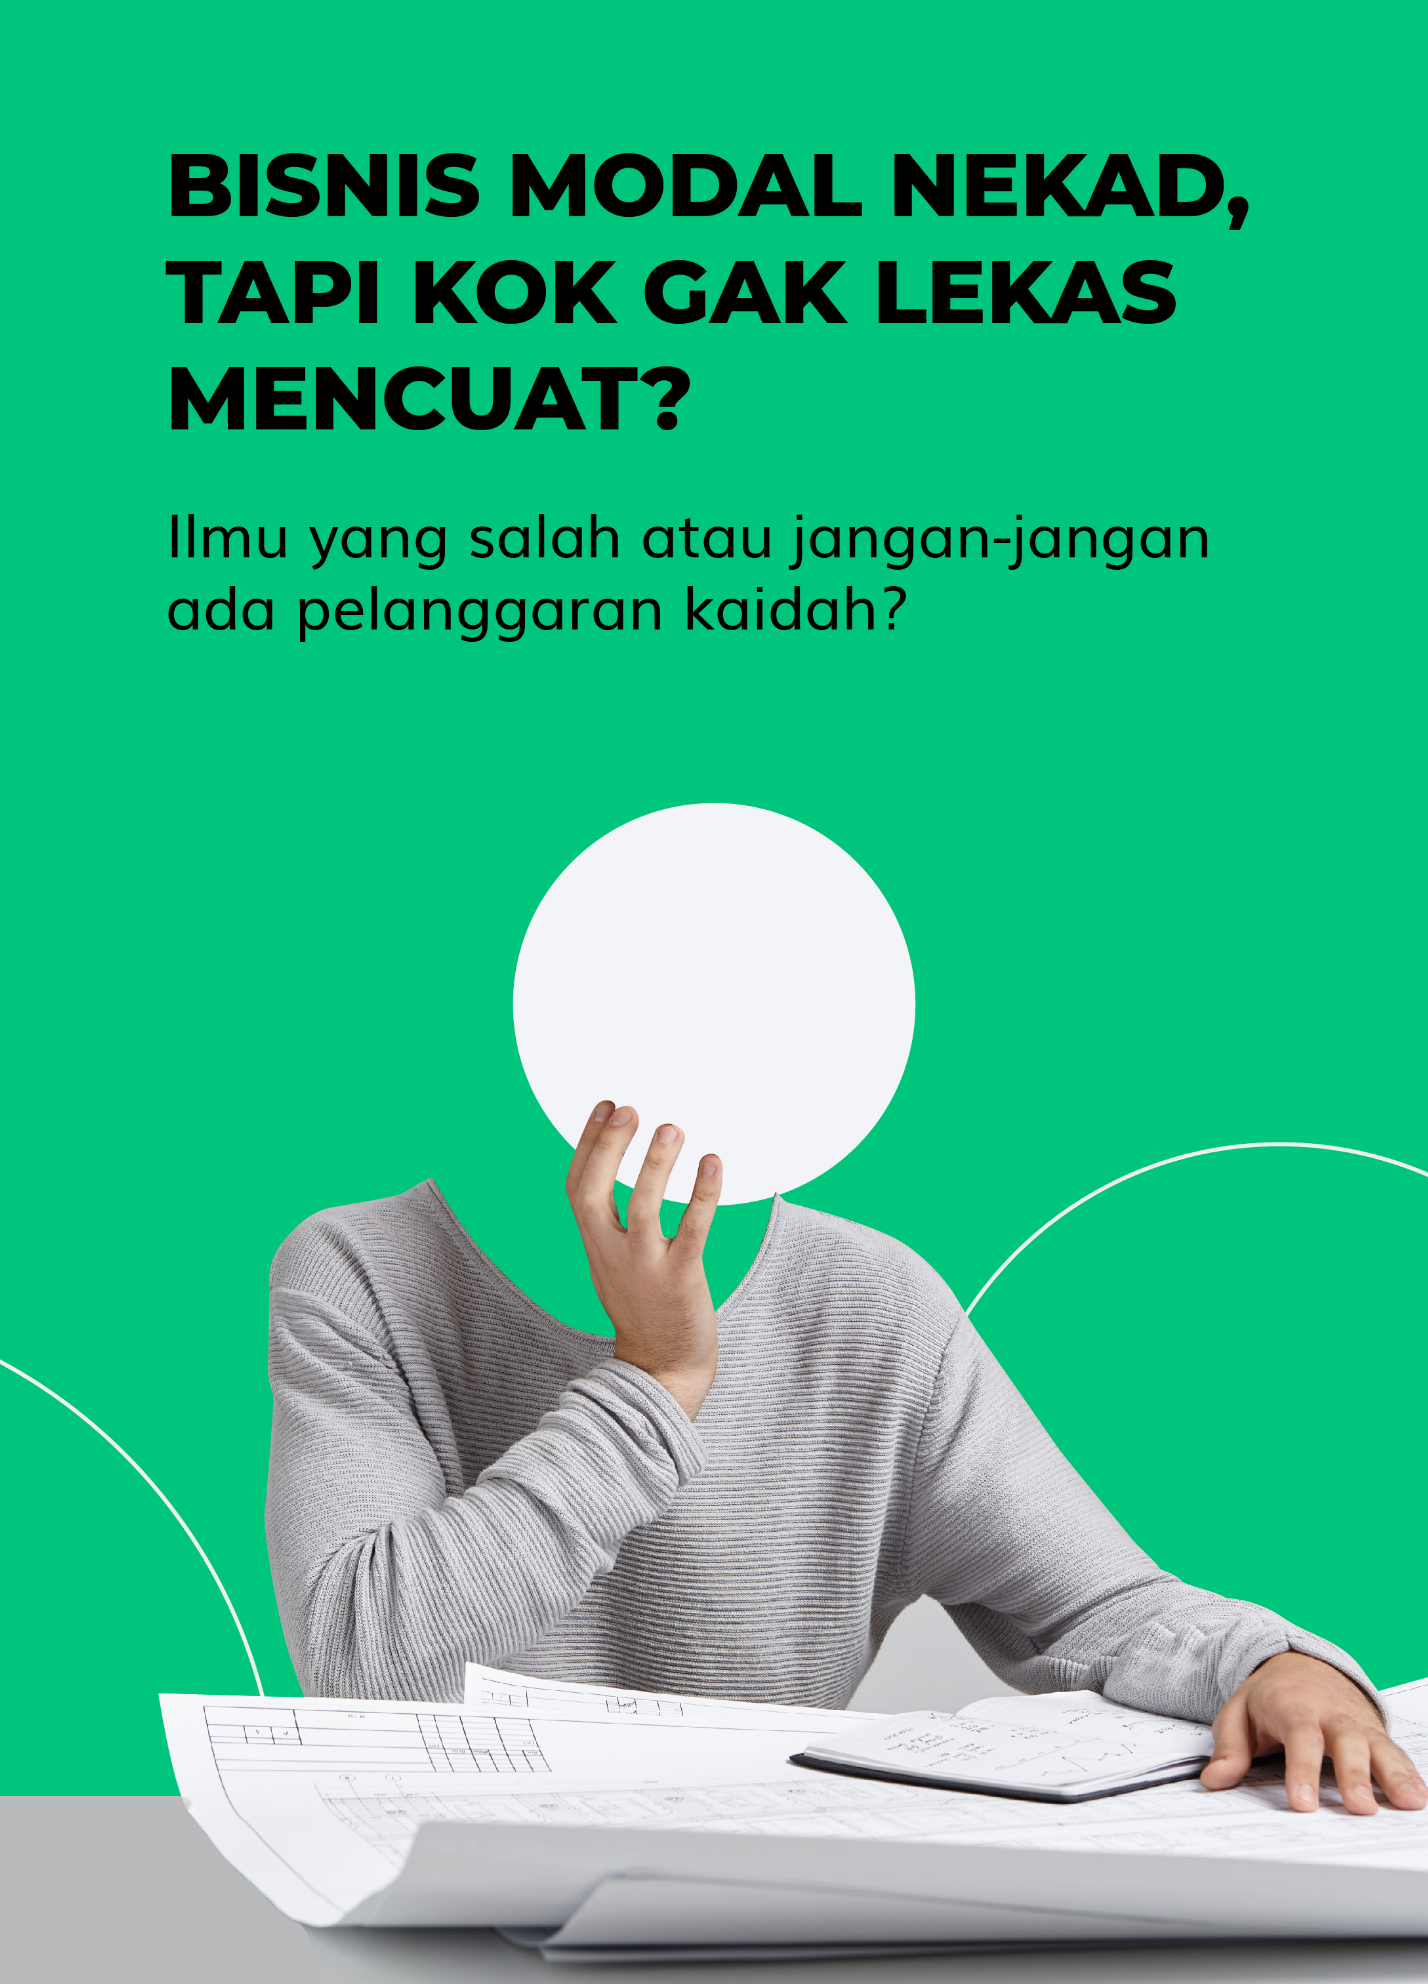 BISNIS MODAL NEKAD,
TAPI KOK GAK LEKAS
MENCUAT?
Ilmu yang salah atau jangan-jangan
ada pelanggaran kaidah?